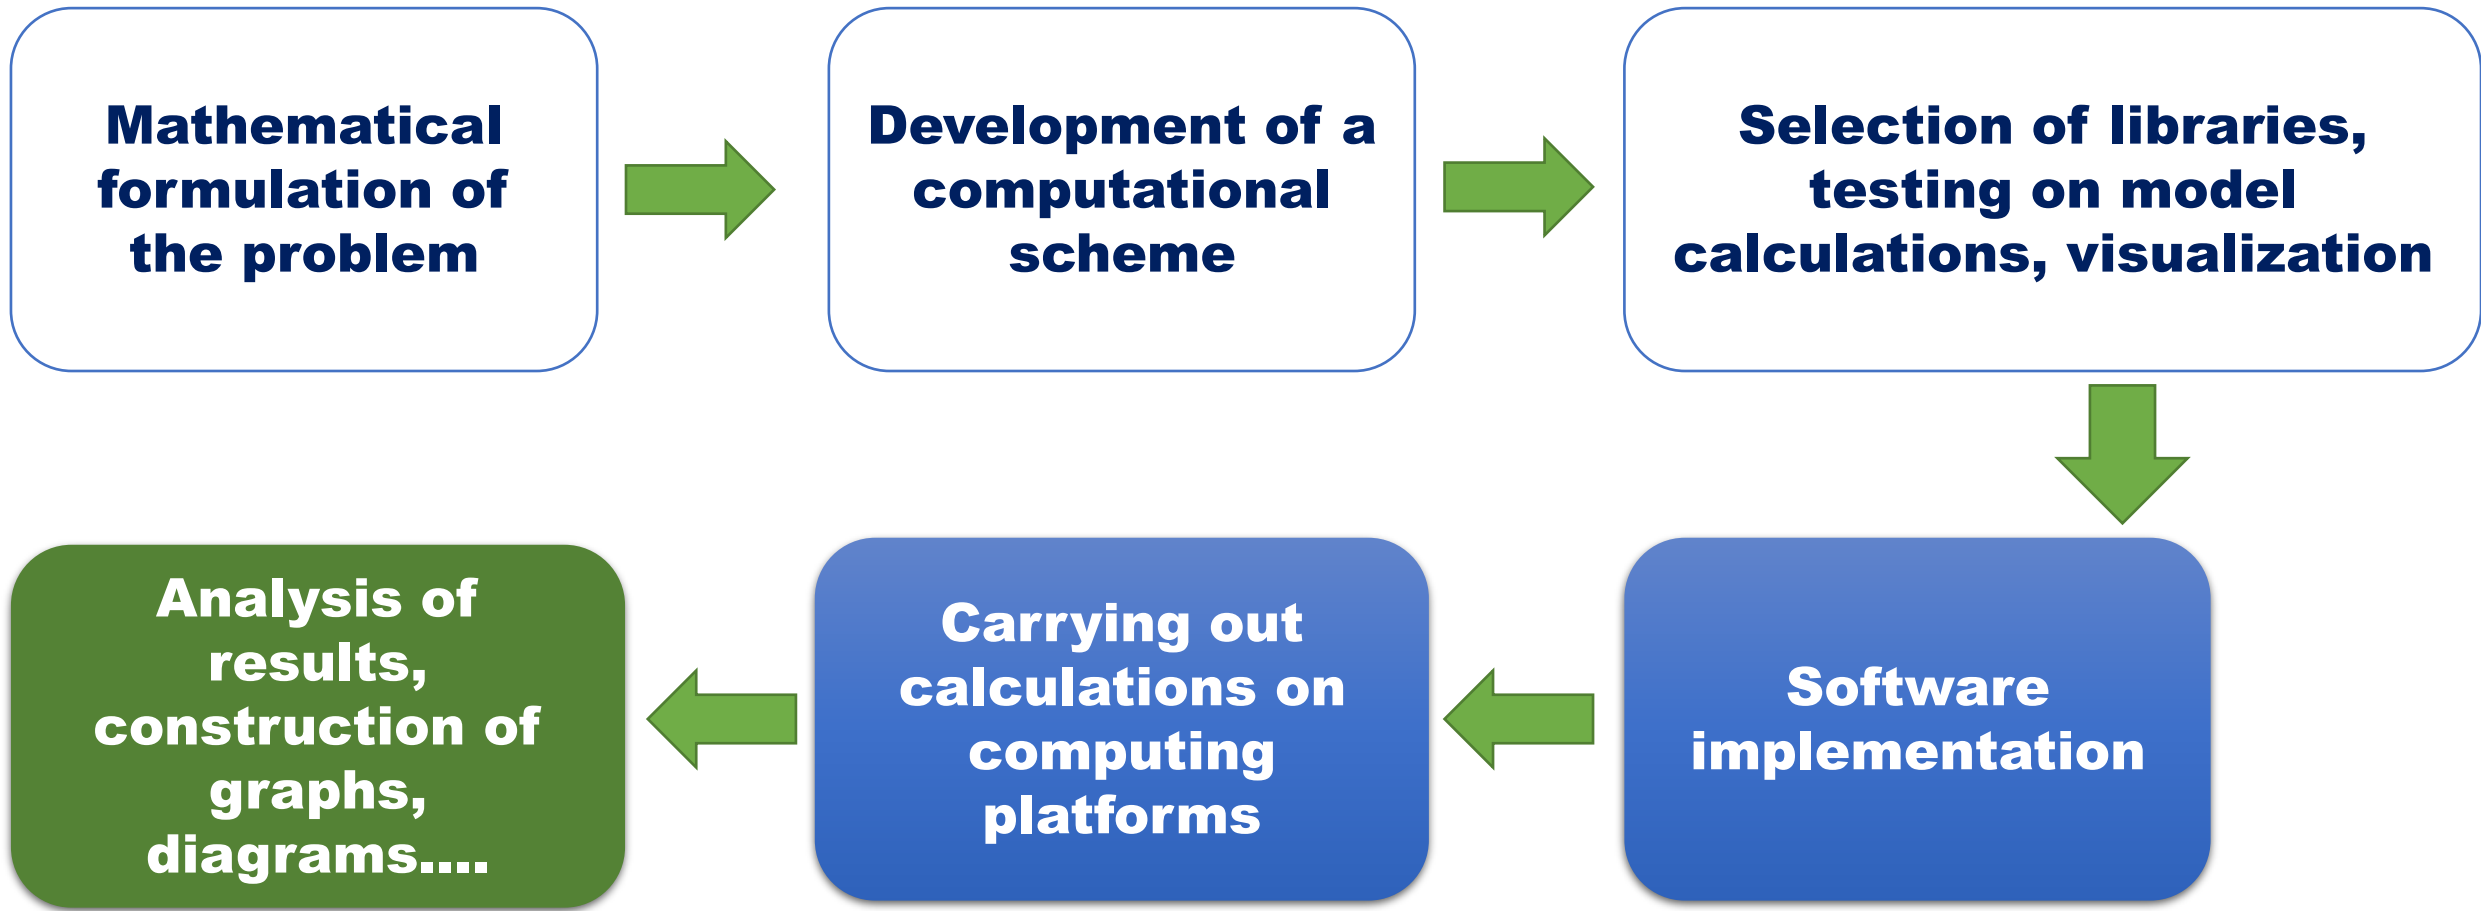 Mathematical
formulation of
the problem
Development of a
computational
scheme
Selection of libraries,
testing on model
calculations, visualization
Software
implementation
Carrying out
calculations on
computing
platforms
Analysis of
results,
construction of
graphs,
diagrams....